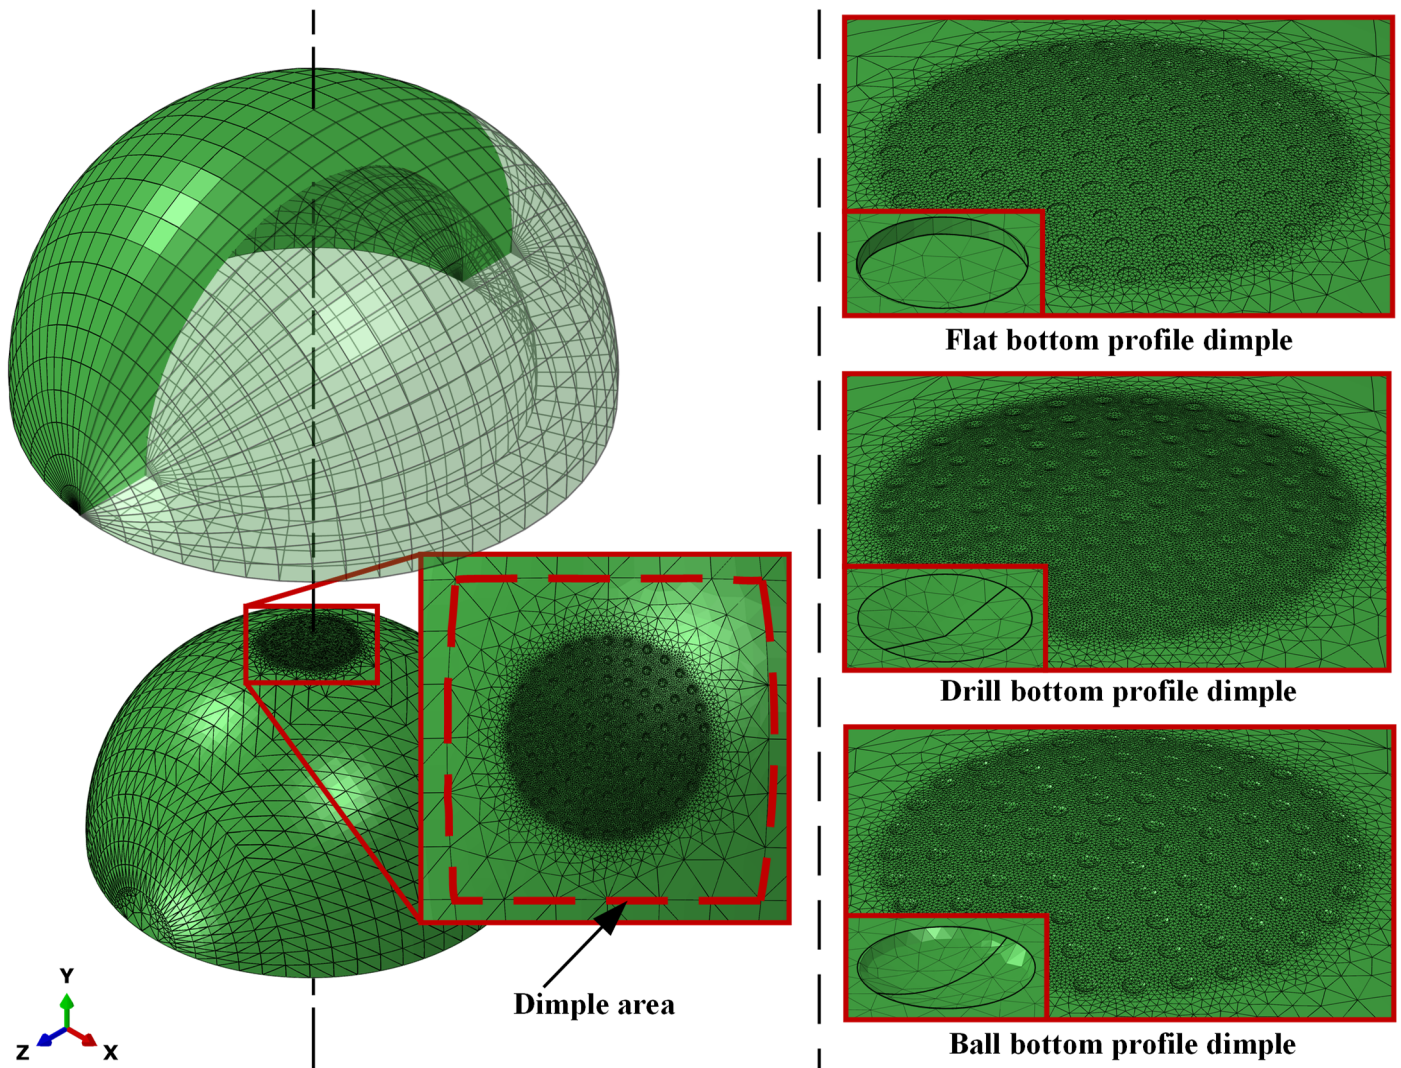 Flat bottom profile dimple
Drill bottom profile dimple
Ball bottom profile dimple
Dimple area
Y
Z
X